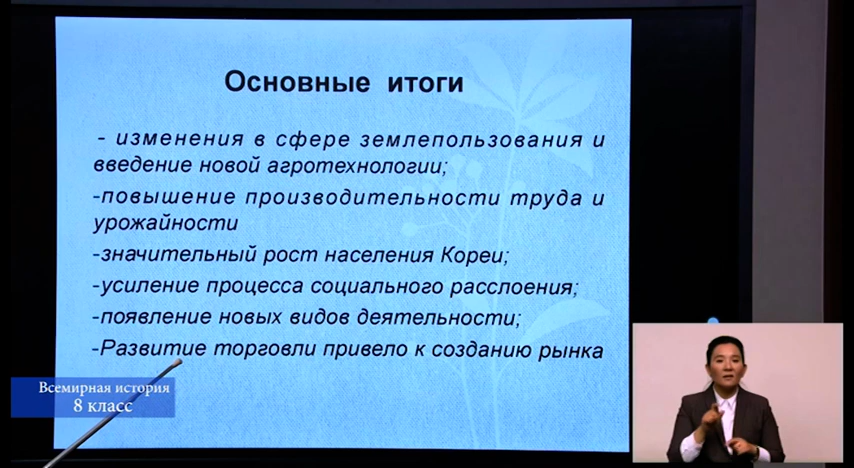 Основные итоги
- изменения в сфере землепользования и
введение новой агротехнологии;
-повышение производительности труда и
урожайности
-значительный рост населения Кореи;
-усиление процесса социального расслоения;
-появление новых видов деятельности;
-Развитие торговли привело к созданию рынка
Всемирная история
8 класс